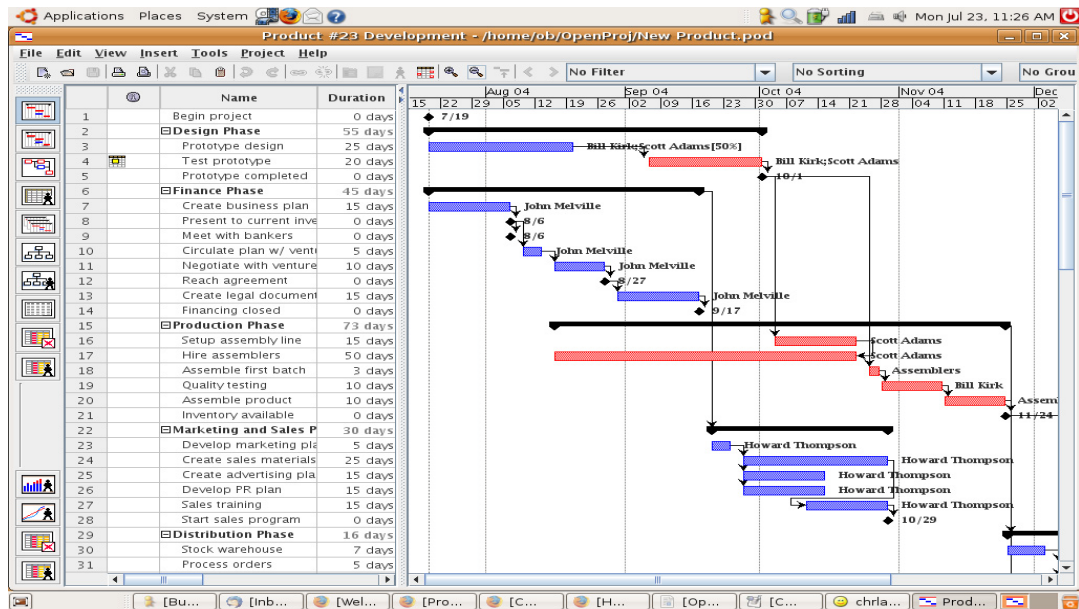 Applications Places System Mon Jul 23, 11:26 AM
Product #23 Development - /home/ob/OpenProj/New Product.pod
File Edit View Insert Tools Project Help
No Filter No Sorting No Grou
Name Duration Aug 04 Sep 04 Oct 04 Nov 04 Dec
15 22 29 05 12 19 26 02 09 16 23 30 07 14 21 28 04 11 18 25 02
1 Begin project 0 days 7/19
2 Design Phase 55 days
3 Prototype design 25 days Bill Kirk;Scott Adams[50%]
4 Test prototype 20 days Bill Kirk;Scott Adams
5 Prototype completed 0 days 10/1
6 Finance Phase 45 days
7 Create business plan 15 days John Melville
8 Present to current inve 0 days 8/6
9 Meet with bankers 0 days 8/6
10 Circulate plan w/ vent 5 days John Melville
11 Negotiate with venture 10 days John Melville
12 Reach agreement 0 days 8/27
13 Create legal document 15 days John Melville
14 Financing closed 0 days 9/17
15 Production Phase 73 days
16 Setup assembly line 15 days Scott Adams
17 Hire assemblers 50 days Scott Adams
18 Assemble first batch 3 days Assemblers
19 Quality testing 10 days Bill Kirk
20 Assemble product 10 days Assem
21 Inventory available 0 days 11/24
22 Marketing and Sales P 30 days
23 Develop marketing pla 5 days Howard Thompson
24 Create sales materials 25 days Howard Thompson
25 Create advertising pla 15 days Howard Thompson
26 Develop PR plan 15 days Howard Thompson
27 Sales training 15 days Howard Thompson
28 Start sales program 0 days 10/29
29 Distribution Phase 16 days
30 Stock warehouse 7 days
31 Process orders 5 days
[Bu... [Inb... [Wel... [Pro... [C... [H... [Op... [C... chrla... Prod...